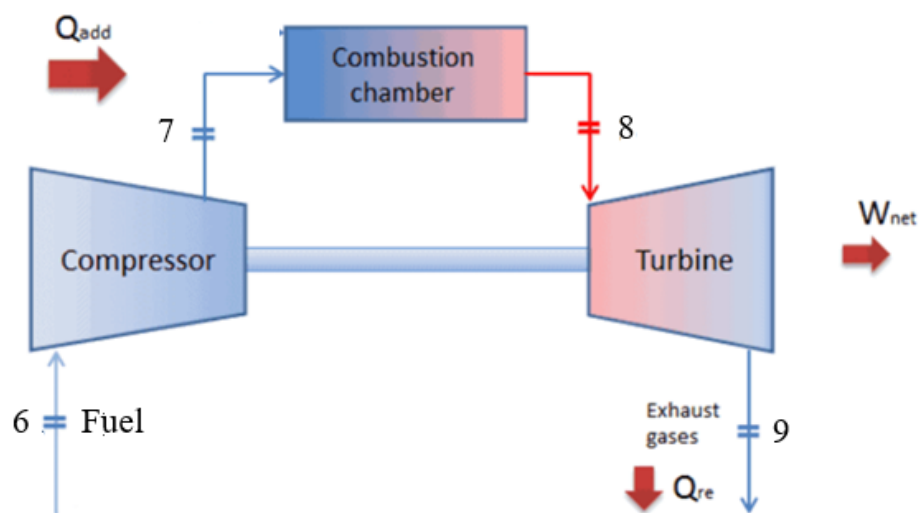 Qadd
Combustion
chamber
7
8
Compressor
Turbine
Wnet
6
Fuel
Exhaust
gases
9
Qre